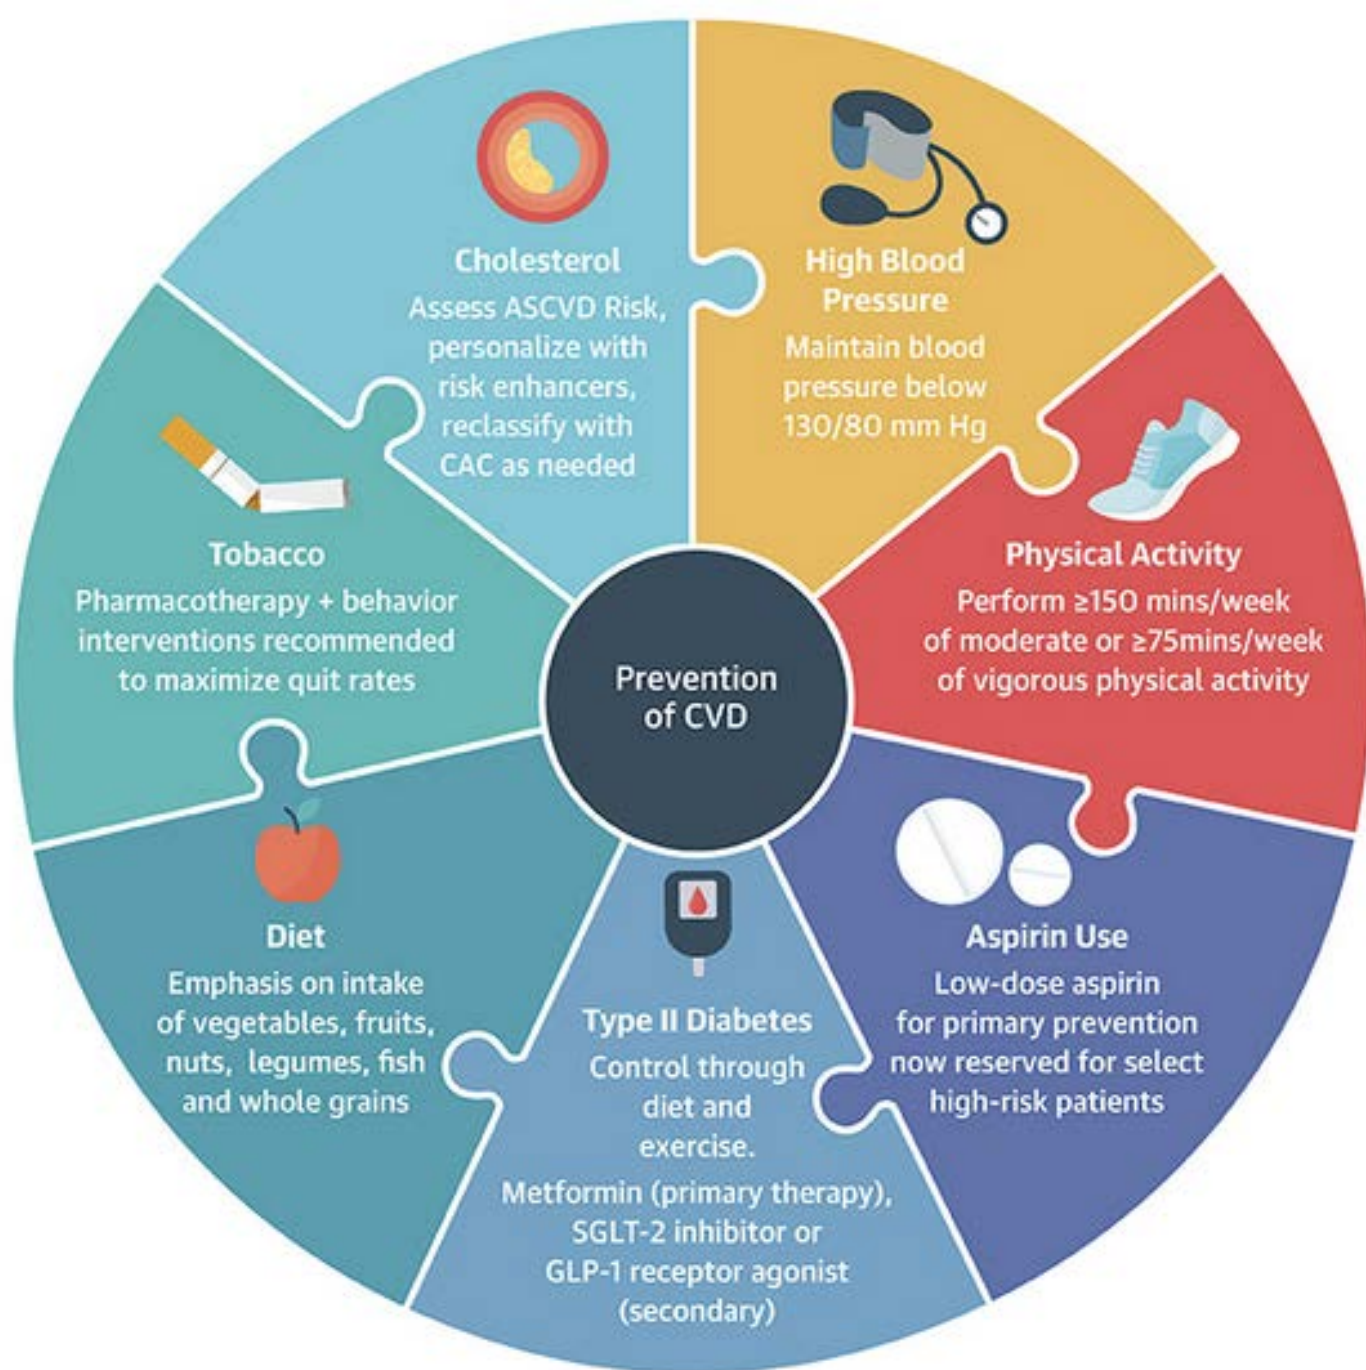 Cholesterol
Assess ASCVD Risk,
personalize with
risk enhancers,
reclassify with
CAC as needed
High Blood
Pressure
Maintain blood
pressure below
130/80 mm Hg
Tobacco
Pharmacotherapy + behavior
interventions recommended
to maximize quit rates
Physical Activity
Perform ≥150 mins/week
of moderate or ≥75mins/week
of vigorous physical activity
Prevention
of CVD
Diet
Emphasis on intake
of vegetables, fruits,
nuts, legumes, fish
and whole grains
Type II Diabetes
Control through
diet and
exercise.
Metformin (primary therapy),
SGLT-2 inhibitor or
GLP-1 receptor agonist
(secondary)
Aspirin Use
Low-dose aspirin
for primary prevention
now reserved for select
high-risk patients